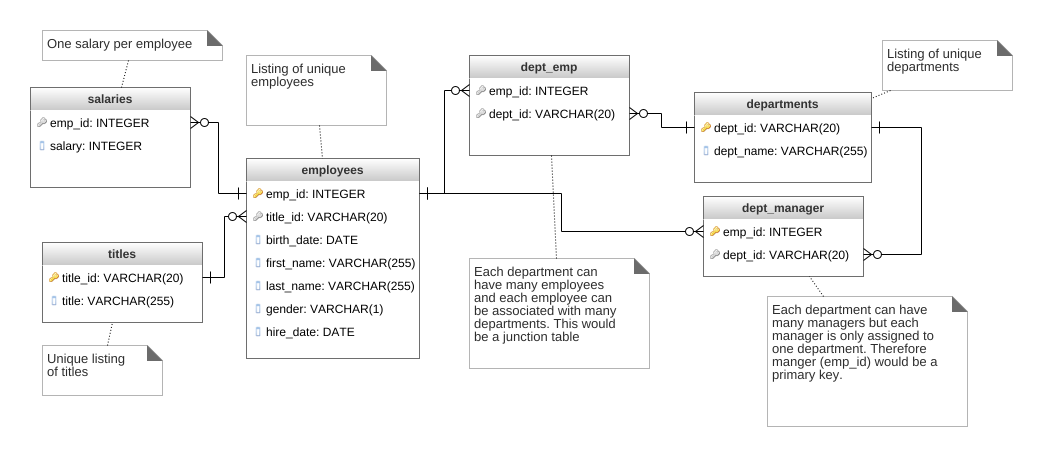 One salary per employee
salaries
emp_id: INTEGER
salary: INTEGER
Listing of unique
employees
employees
emp_id: INTEGER
title_id: VARCHAR(20)
birth_date: DATE
first_name: VARCHAR(255)
last_name: VARCHAR(255)
gender: VARCHAR(1)
hire_date: DATE
titles
title_id: VARCHAR(20)
title: VARCHAR(255)
Unique listing
of titles
dept_emp
emp_id: INTEGER
dept_id: VARCHAR(20)
Each department can
have many employees
and each employee can
be associated with many
departments. This would
be a junction table
Listing of unique
departments
departments
dept_id: VARCHAR(20)
dept_name: VARCHAR(255)
dept_manager
emp_id: INTEGER
dept_id: VARCHAR(20)
Each department can have
many managers but each
manager is only assigned to
one department. Therefore
manger (emp_id) would be a
primary key.